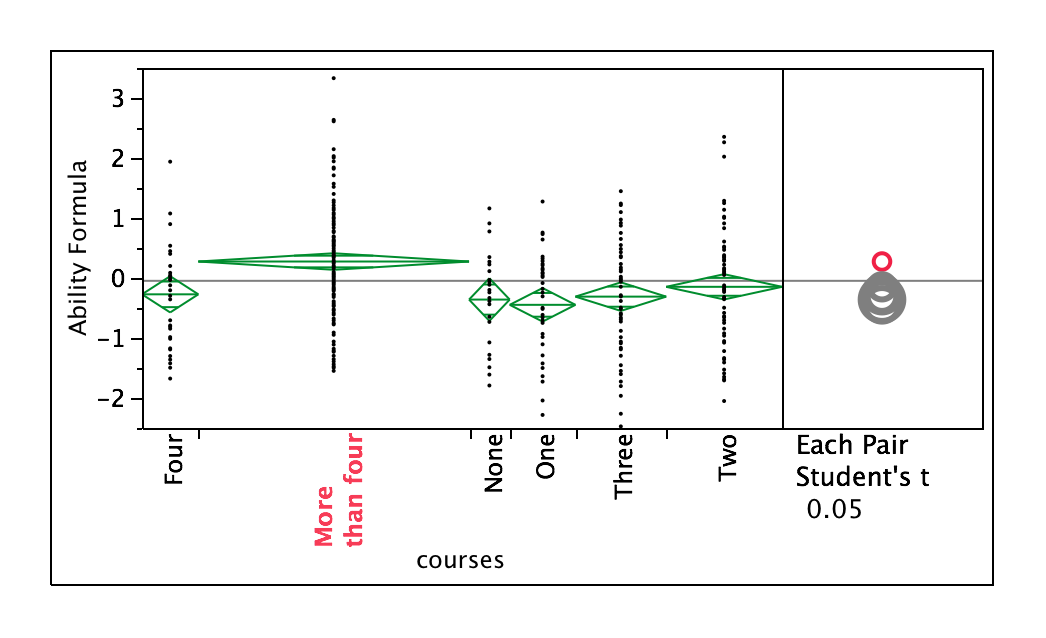 3
2
1
0
-1
-2
Ability Formula
Four
More
than four
None
One
Three
Two
Each Pair
Student's t
0.05
courses